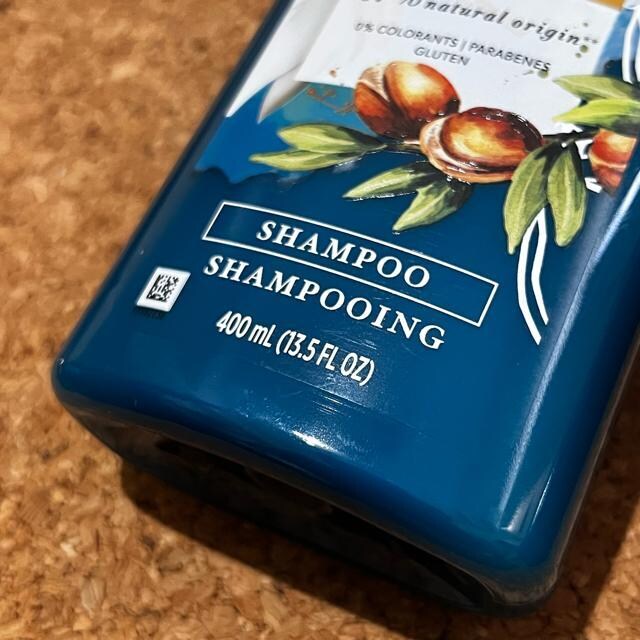 natural origin**
0% COLORANTS | PARABENES
GLUTEN
SHAMPOO
SHAMPOOING
400 mL (13.5 FL OZ)